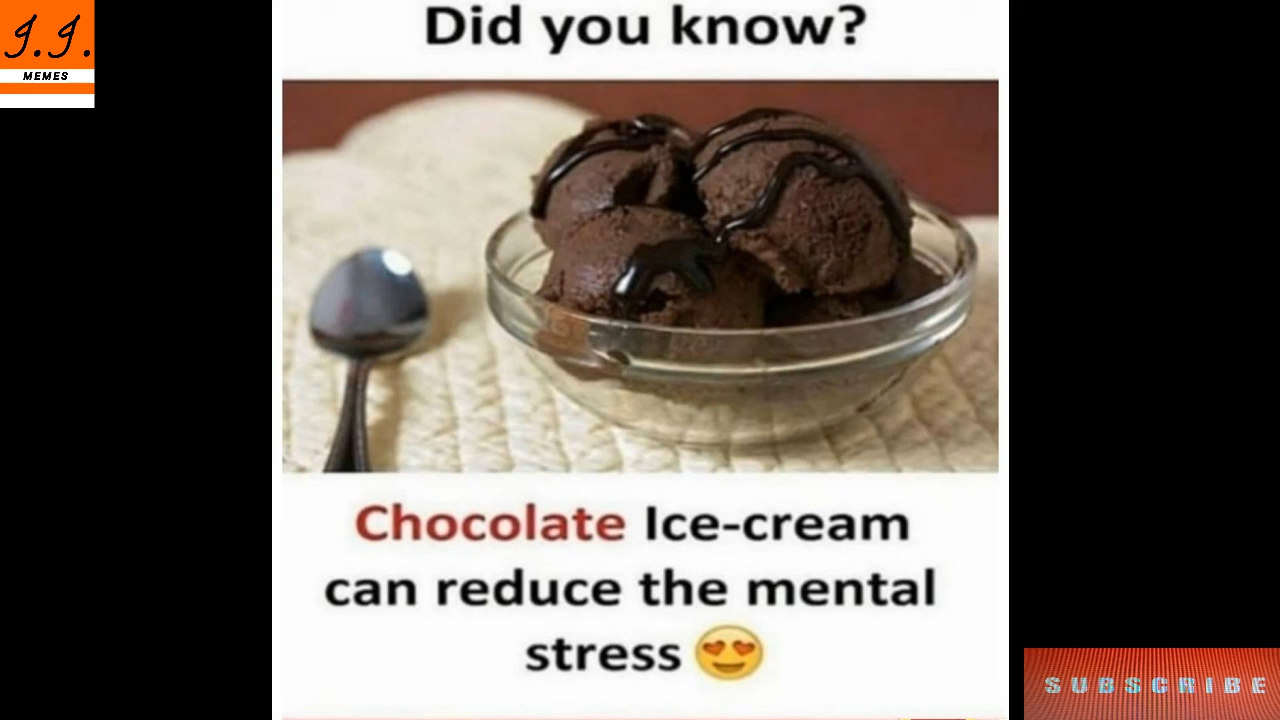 J.J.
MEMES
Did you know?
Chocolate Ice-cream
can reduce the mental
stress 😍
SUBSCRIBE